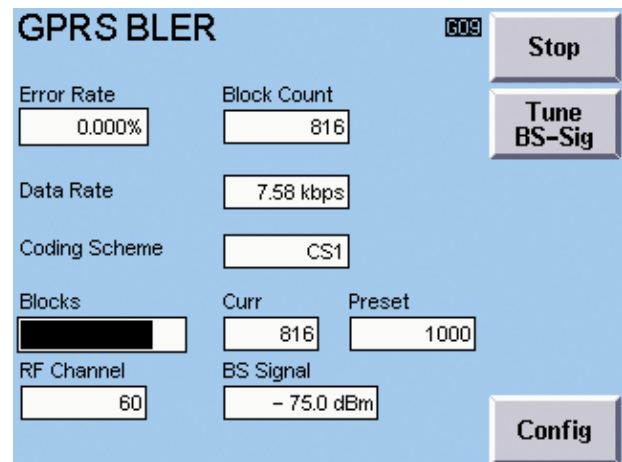 GPRS BLER
G09
Stop
Error Rate
Block Count
0.000%
816
Tune
BS-Sig
Data Rate
7.58 kbps
Coding Scheme
CS1
Blocks
Curr
Preset
816
1000
RF Channel
BS Signal
60
– 75.0 dBm
Config